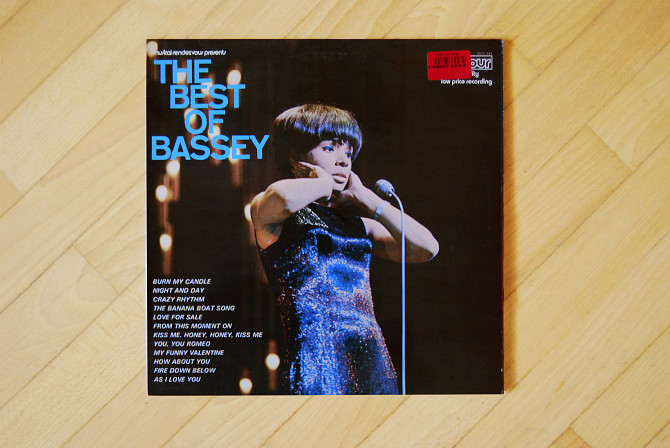 musical rendezvous presents
THE
BEST
OF
BASSEY
low price recording
BURN MY CANDLE
NIGHT AND DAY
CRAZY RHYTHM
THE BANANA BOAT SONG
LOVE FOR SALE
FROM THIS MOMENT ON
KISS ME, HONEY, HONEY, KISS ME
YOU, YOU ROMEO
MY FUNNY VALENTINE
HOW ABOUT YOU
FIRE DOWN BELOW
AS I LOVE YOU